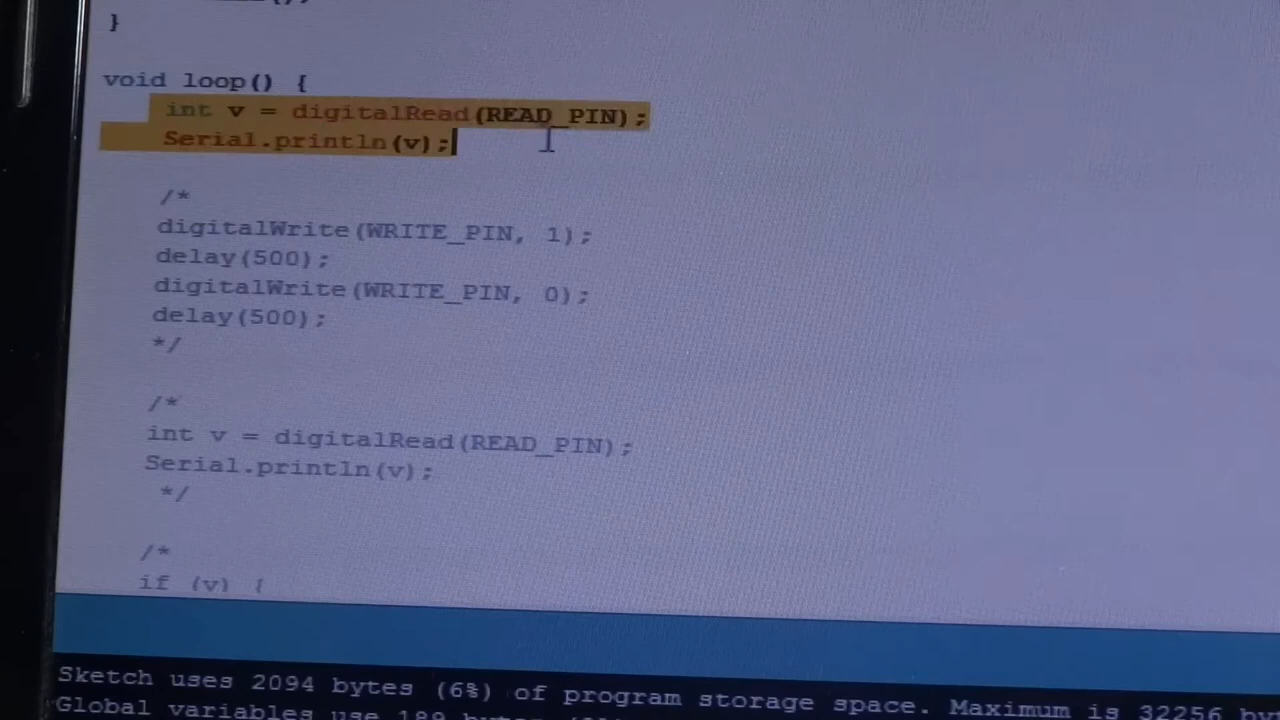 }
void loop() {
int v = digitalRead(READ_PIN);
Serial.println(v);
/*
digitalWrite(WRITE_PIN, 1);
delay(500);
digitalWrite(WRITE_PIN, 0);
delay(500);
*/
/*
int v = digitalRead(READ_PIN);
Serial.println(v);
*/
/*
if (v) {
Sketch uses 2094 bytes (6%) of program storage space. Maximum is 32256
Global variables use 189 bytes